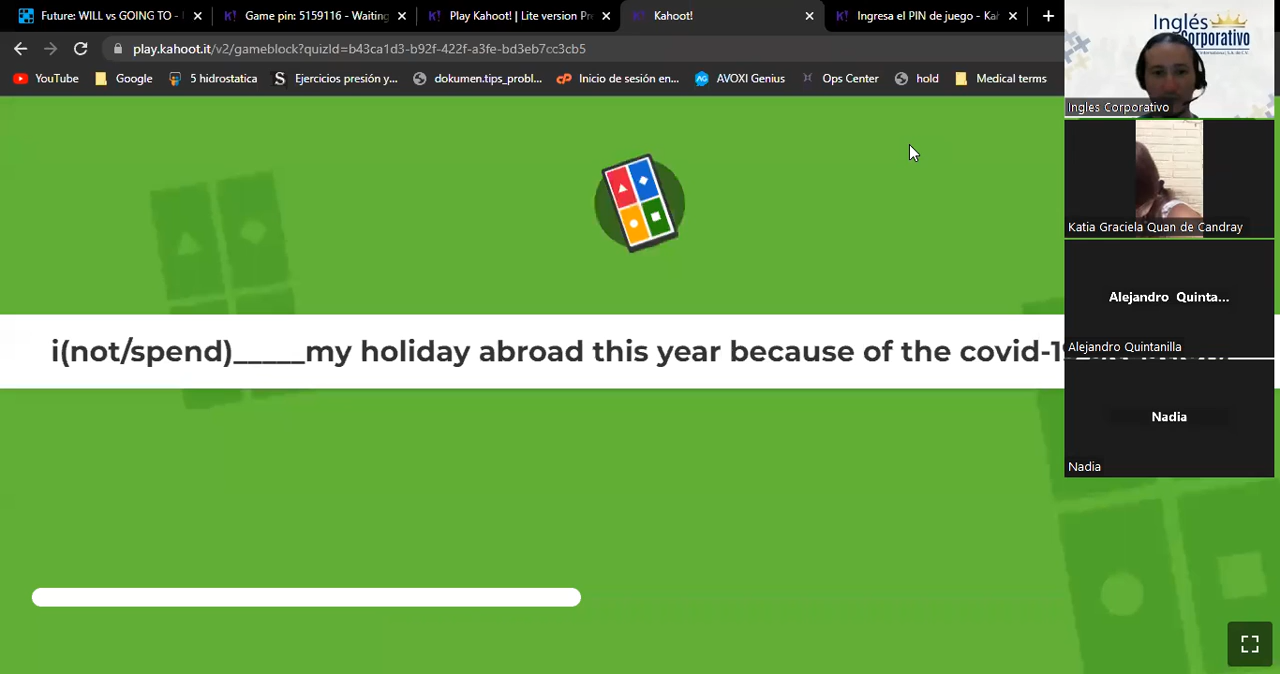 Future: WILL vs GOING TO -
Game pin: 5159116 - Waiting
Play Kahoot! | Lite version Pr
Kahoot!
Ingresa el PIN de juego - Kah
play.kahoot.it/v2/gameblock?quizId=b43ca1d3-b92f-422f-a3fe-bd3eb7cc3cb5
YouTube
Google
5 hidrostatica
Ejercicios presión y...
dokumen.tips_probl...
Inicio de sesión en...
AVOXI Genius
Ops Center
hold
Medical terms
Inglés
Corporativo
Ingles Corporativo
Katia Graciela Quan de Candray
Alejandro Quinta...
Alejandro Quintanilla
Nadia
Nadia
i(not/spend)_____my holiday abroad this year because of the covid-1